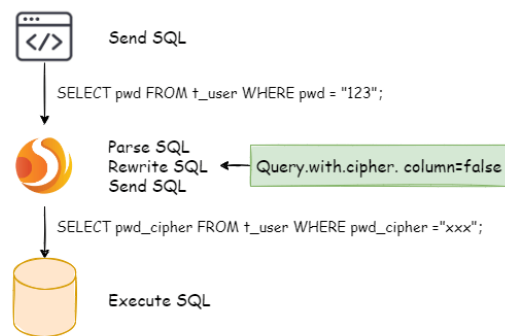 Send SQL
SELECT pwd FROM t_user WHERE pwd = "123";
Parse SQL
Rewrite SQL
Send SQL
Query.with.cipher. column=false
SELECT pwd_cipher FROM t_user WHERE pwd_cipher ="xxx";
Execute SQL